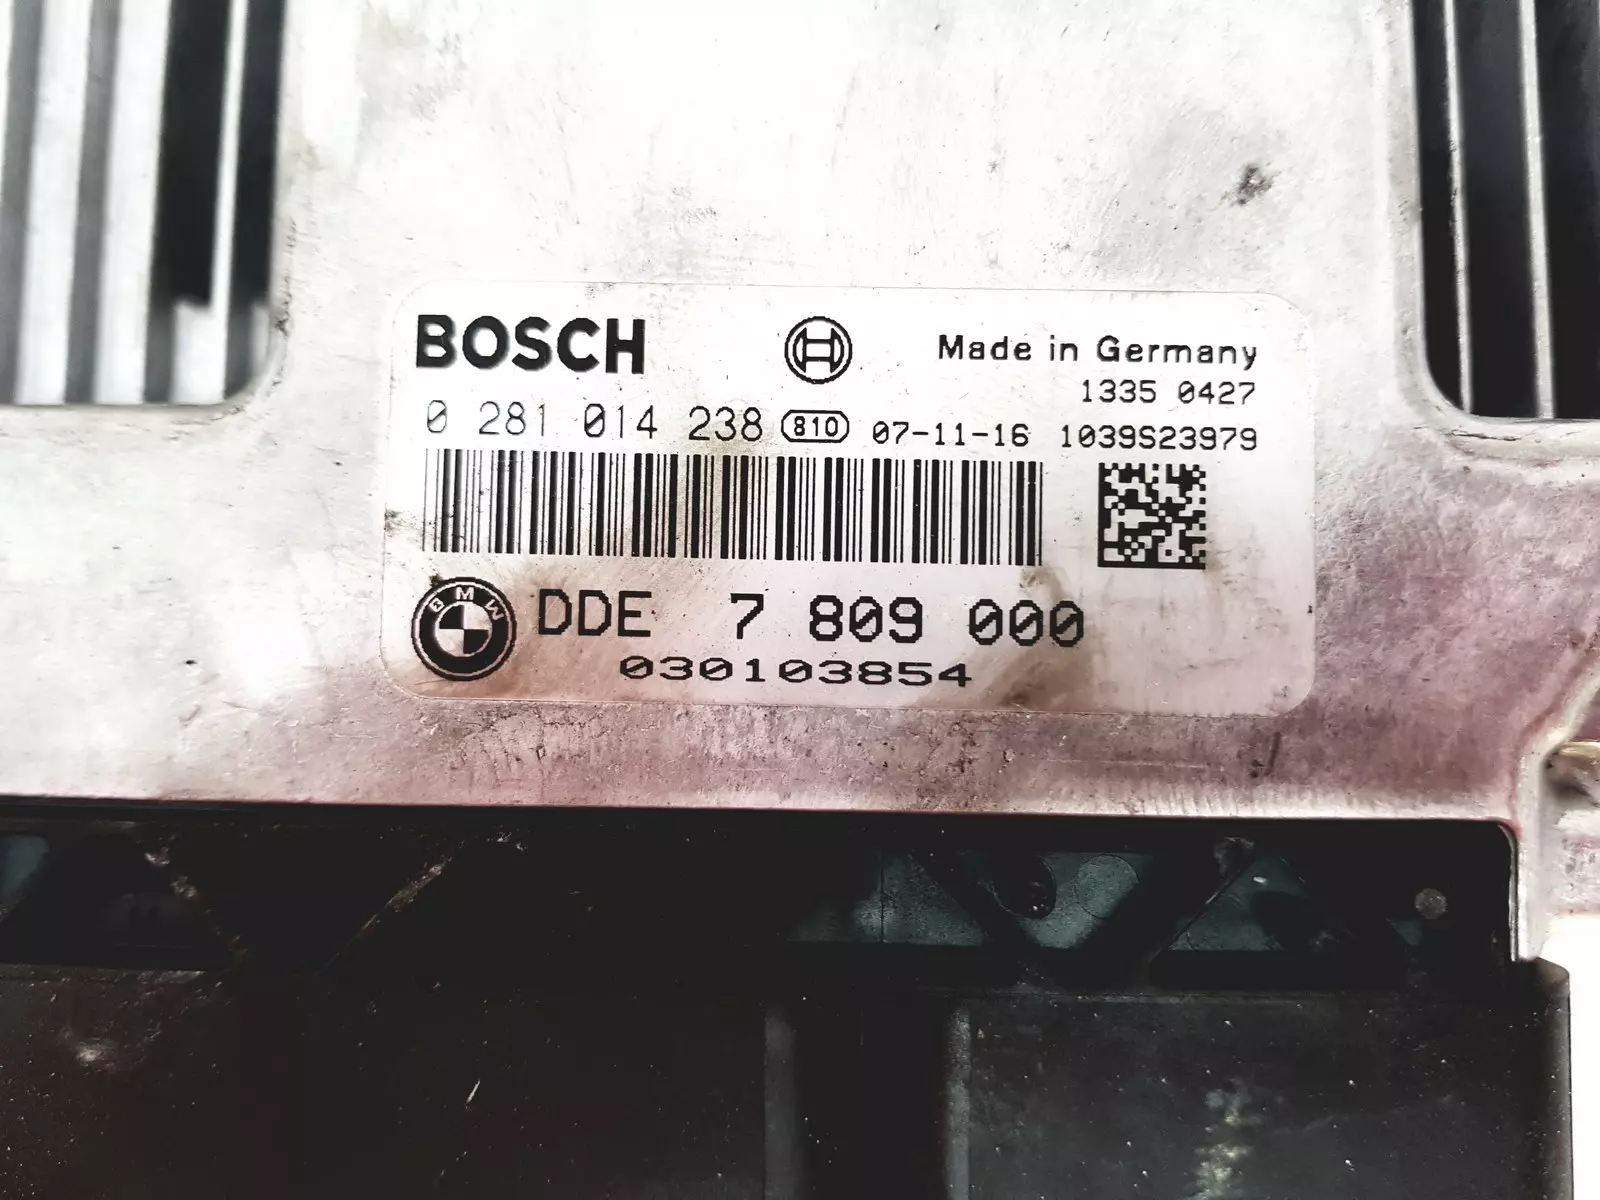 BOSCH
Made in Germany
1335 0427
0 281 014 238 810 07-11-16 1039S23979
BMW DDE 7 809 000
030103854